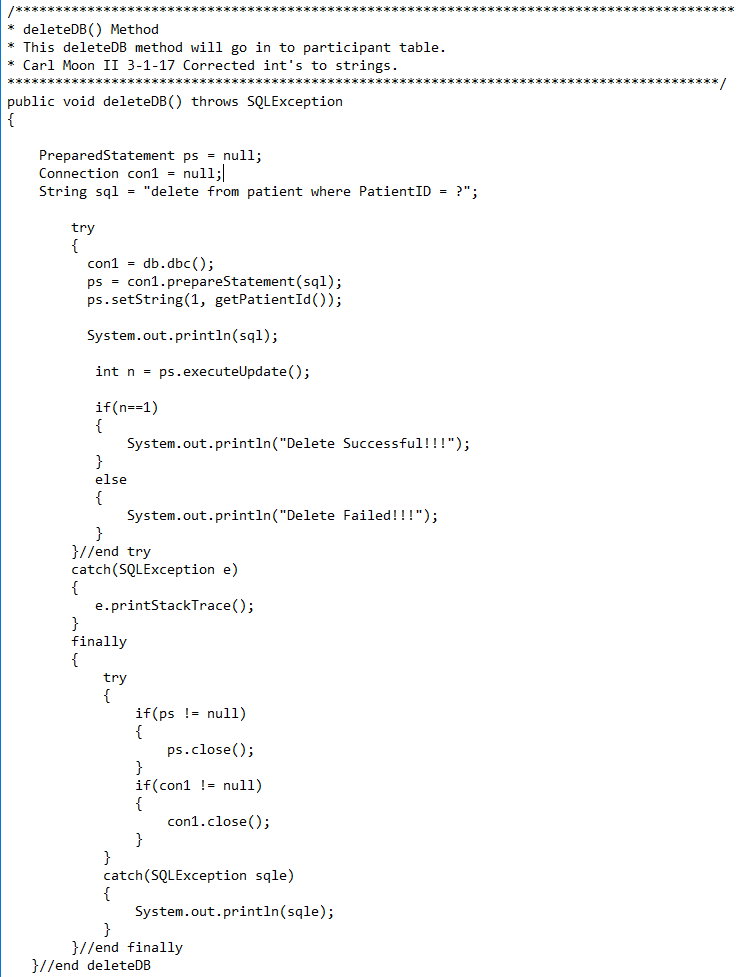 /******************************************************************************************
* deleteDB() Method
* This deleteDB method will go in to participant table.
* Carl Moon II 3-1-17 Corrected int's to strings.
*****************************************************************************************/
public void deleteDB() throws SQLException
{
PreparedStatement ps = null;
Connection con1 = null;
String sql = "delete from patient where PatientID = ?";
try
{
con1 = db.dbc();
ps = con1.prepareStatement(sql);
ps.setString(1, getPatientId());
System.out.println(sql);
int n = ps.executeUpdate();
if(n==1)
{
System.out.println("Delete Successful!!!");
}
else
{
System.out.println("Delete Failed!!!");
}
}//end try
catch(SQLException e)
{
e.printStackTrace();
}
finally
{
try
{
if(ps != null)
{
ps.close();
}
if(con1 != null)
{
con1.close();
}
}
catch(SQLException sqle)
{
System.out.println(sqle);
}
}//end finally
}//end deleteDB